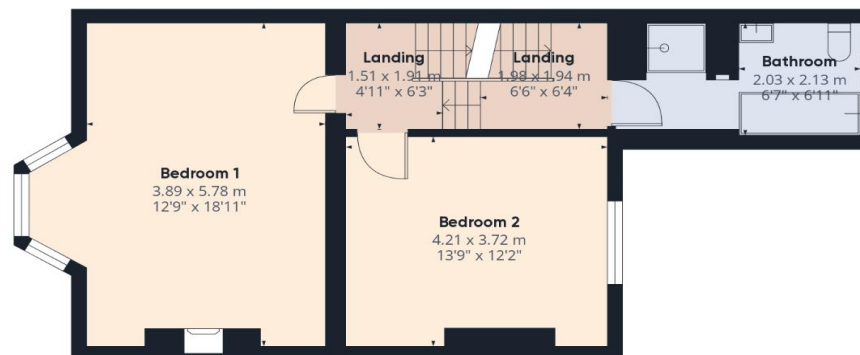 Landing
1.51 x 1.91 m
4'11" x 6'3"
Landing
1.98 x 1.94 m
6'6" x 6'4"
Bathroom
2.03 x 2.13 m
6'7" x 6'11"
Bedroom 1
3.89 x 5.78 m
12'9" x 18'11"
Bedroom 2
4.21 x 3.72 m
13'9" x 12'2"